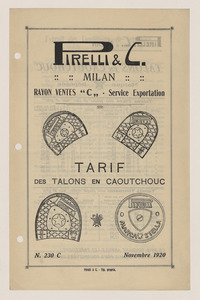 PIRELLI & C.
:: :: MILAN :: ::
RAYON VENTES "C„ - Service Exportation
TARIF
DES TALONS EN CAOUTCHOUC
N. 230 C Novembre 1920